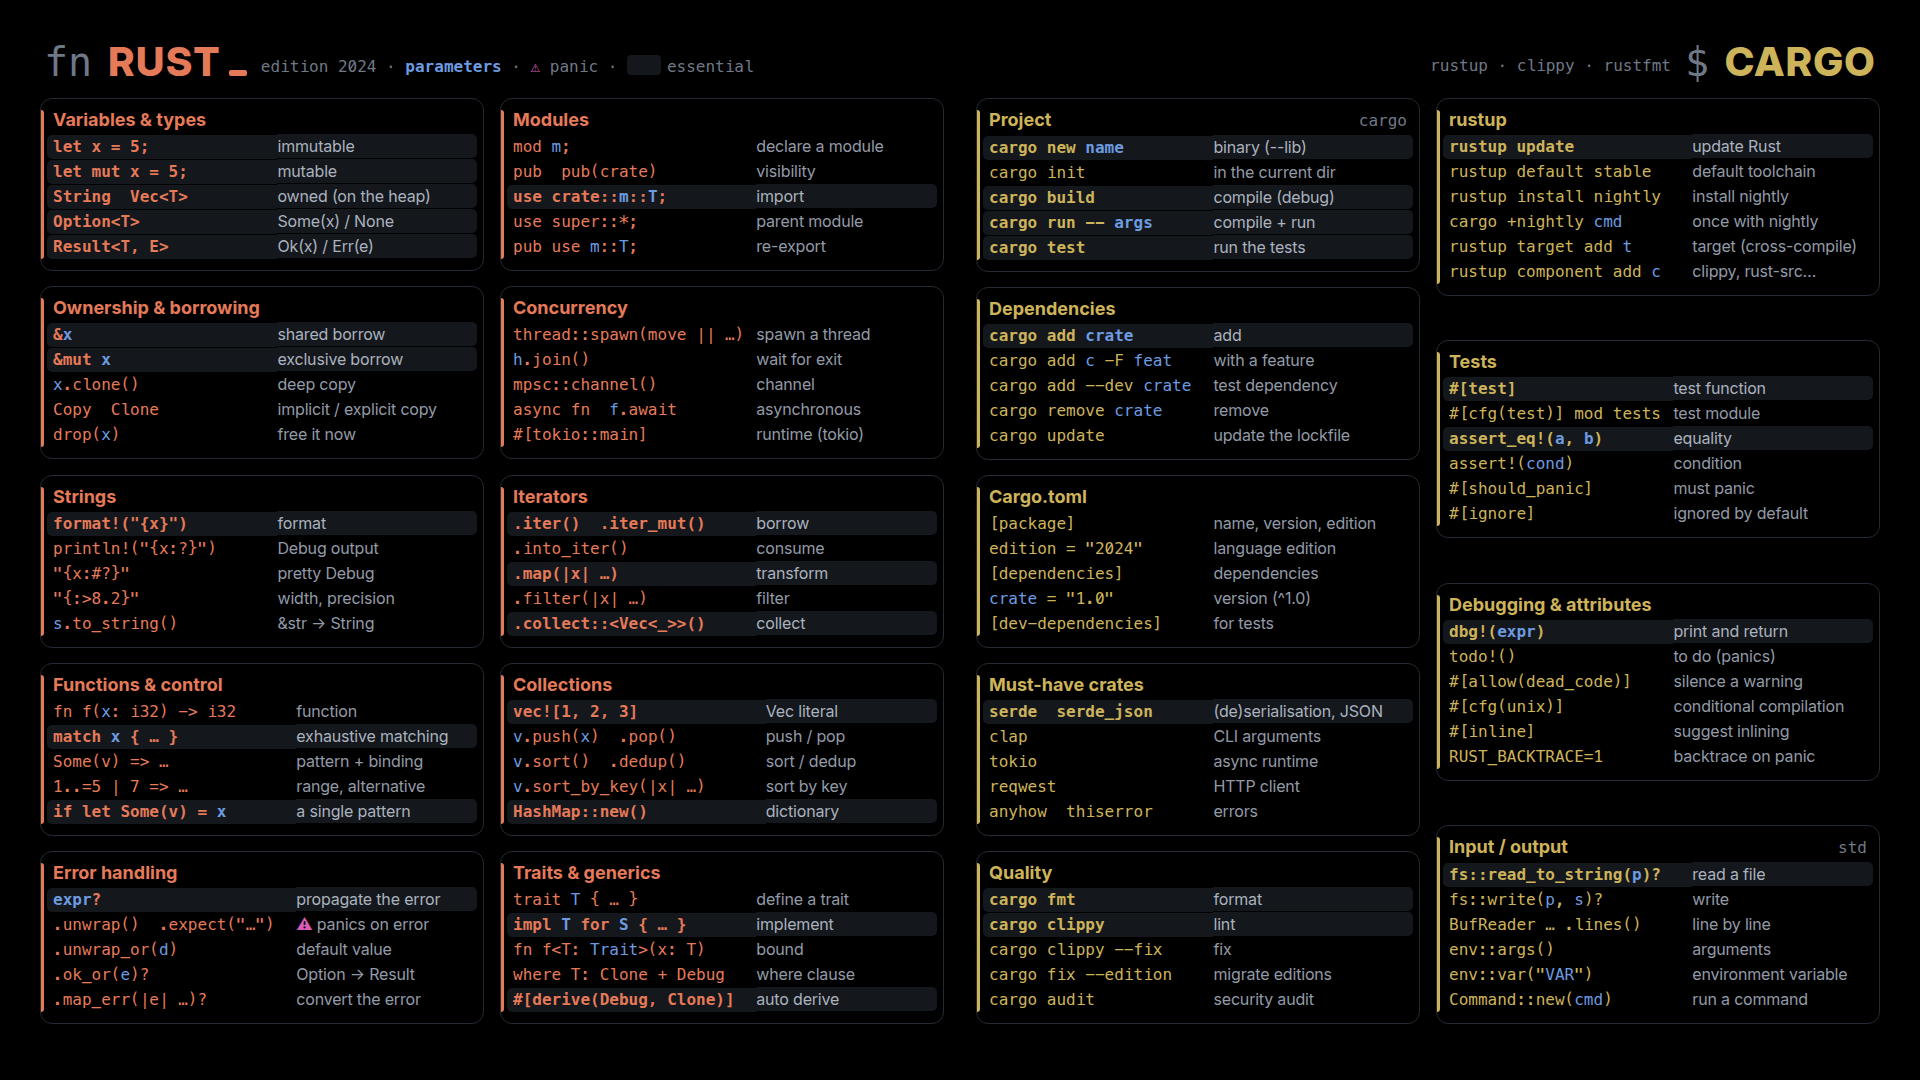 fn RUST_ edition 2024 · parameters · ⚠ panic · essential
rustup · clippy · rustfmt $ CARGO
Variables & types
let x = 5; immutable
let mut x = 5; mutable
String Vec<T> owned (on the heap)
Option<T> Some(x) / None
Result<T, E> Ok(x) / Err(e)
Ownership & borrowing
&x shared borrow
&mut x exclusive borrow
x.clone() deep copy
Copy Clone implicit / explicit copy
drop(x) free it now
Strings
format!("{x}") format
println!("{x:?}") Debug output
"{x:#?}" pretty Debug
"{:>8.2}" width, precision
s.to_string() &str → String
Functions & control
fn f(x: i32) -> i32 function
match x { … } exhaustive matching
Some(v) => … pattern + binding
1..=5 | 7 => … range, alternative
if let Some(v) = x a single pattern
Error handling
expr? propagate the error
.unwrap() .expect("…") ⚠ panics on error
.unwrap_or(d) default value
.ok_or(e)? Option → Result
.map_err(|e| …)? convert the error
Modules
mod m; declare a module
pub pub(crate) visibility
use crate::m::T; import
use super::*; parent module
pub use m::T; re-export
Concurrency
thread::spawn(move || …) spawn a thread
h.join() wait for exit
mpsc::channel() channel
async fn f.await asynchronous
#[tokio::main] runtime (tokio)
Iterators
.iter() .iter_mut() borrow
.into_iter() consume
.map(|x| …) transform
.filter(|x| …) filter
.collect::<Vec<_>>() collect
Collections
vec![1, 2, 3] Vec literal
v.push(x) .pop() push / pop
v.sort() .dedup() sort / dedup
v.sort_by_key(|x| …) sort by key
HashMap::new() dictionary
Traits & generics
trait T { … } define a trait
impl T for S { … } implement
fn f<T: Trait>(x: T) bound
where T: Clone + Debug where clause
#[derive(Debug, Clone)] auto derive
Project cargo
cargo new name binary (--lib)
cargo init in the current dir
cargo build compile (debug)
cargo run -- args compile + run
cargo test run the tests
Dependencies
cargo add crate add
cargo add c -F feat with a feature
cargo add --dev crate test dependency
cargo remove crate remove
cargo update update the lockfile
Cargo.toml
[package] name, version, edition
edition = "2024" language edition
[dependencies] dependencies
crate = "1.0" version (^1.0)
[dev-dependencies] for tests
Must-have crates
serde serde_json (de)serialisation, JSON
clap CLI arguments
tokio async runtime
reqwest HTTP client
anyhow thiserror errors
Quality
cargo fmt format
cargo clippy lint
cargo clippy --fix fix
cargo fix --edition migrate editions
cargo audit security audit
rustup
rustup update update Rust
rustup default stable default toolchain
rustup install nightly install nightly
cargo +nightly cmd once with nightly
rustup target add t target (cross-compile)
rustup component add c clippy, rust-src…
Tests
#[test] test function
#[cfg(test)] mod tests test module
assert_eq!(a, b) equality
assert!(cond) condition
#[should_panic] must panic
#[ignore] ignored by default
Debugging & attributes
dbg!(expr) print and return
todo!() to do (panics)
#[allow(dead_code)] silence a warning
#[cfg(unix)] conditional compilation
#[inline] suggest inlining
RUST_BACKTRACE=1 backtrace on panic
Input / output std
fs::read_to_string(p)? read a file
fs::write(p, s)? write
BufReader … .lines() line by line
env::args() arguments
env::var("VAR") environment variable
Command::new(cmd) run a command